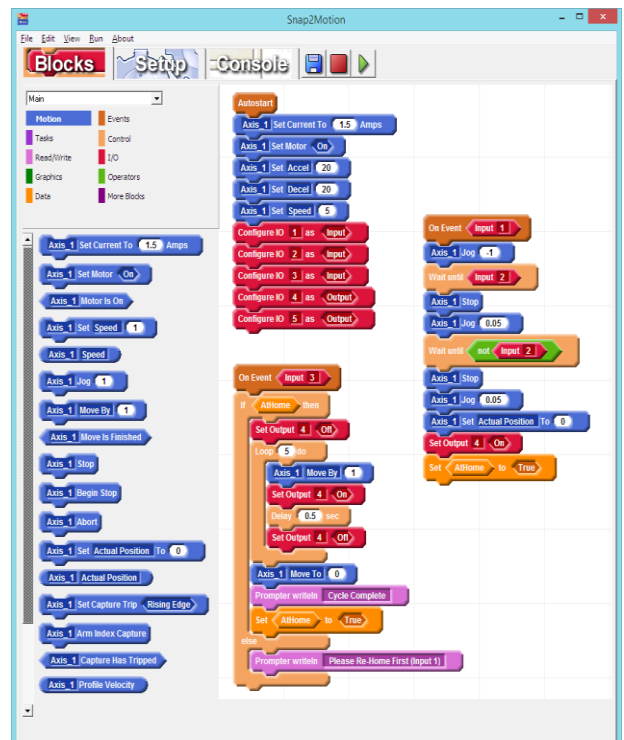 Snap2Motion
File Edit View Run About
Blocks Setup Console
Main
Motion Events
Tasks Control
Read/Write I/O
Graphics Operators
Data More Blocks
Axis_1 Set Current To 1.5 Amps
Axis_1 Set Motor On
Axis_1 Motor Is On
Axis_1 Set Speed 1
Axis_1 Speed
Axis_1 Jog 1
Axis_1 Move By 1
Axis_1 Move Is Finished
Axis_1 Stop
Axis_1 Begin Stop
Axis_1 Abort
Axis_1 Set Actual Position To 0
Axis_1 Actual Position
Axis_1 Set Capture Trip Rising Edge
Axis_1 Arm Index Capture
Axis_1 Capture Has Tripped
Axis_1 Profile Velocity
Autostart
Axis_1 Set Current To 1.5 Amps
Axis_1 Set Motor On
Axis_1 Set Accel 20
Axis_1 Set Decel 20
Axis_1 Set Speed 5
Configure IO 1 as Input
Configure IO 2 as Input
Configure IO 3 as Input
Configure IO 4 as Output
Configure IO 5 as Output
On Event Input 3
If AtHome then
Set Output 4 Off
Loop 5 do
Axis_1 Move By 1
Set Output 4 On
Delay 0.5 sec
Set Output 4 Off
Axis_1 Move To 0
Prompter writeln Cycle Complete
Set AtHome to True
else
Prompter writeln Please Re-Home First (Input 1)
On Event Input 1
Axis_1 Jog -1
Wait until Input 2
Axis_1 Stop
Axis_1 Jog 0.05
Wait until not Input 2
Axis_1 Stop
Axis_1 Jog 0.05
Axis_1 Set Actual Position To 0
Set Output 4 On
Set AtHome to True